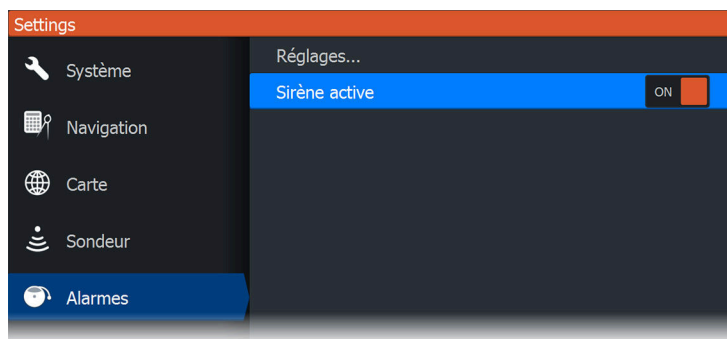 Settings
Système
Navigation
Carte
Sondeur
Alarmes
Réglages...
Sirène active ON